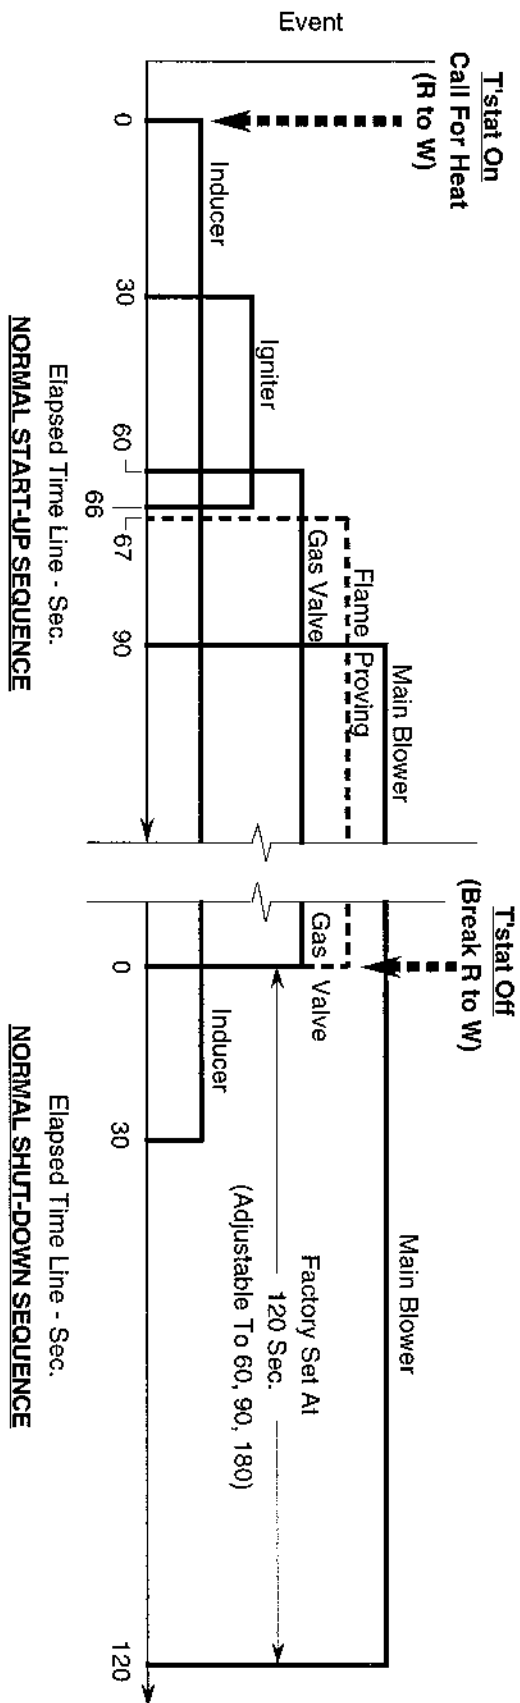 Event
T'stat On
Call For Heat
(R to W)
Inducer
Igniter
Gas Valve
Flame Proving
Main Blower
0
30
60
66
67
90
Elapsed Time Line - Sec.
NORMAL START-UP SEQUENCE
T'stat Off
(Break R to W)
Gas Valve
Inducer
Main Blower
Factory Set At
120 Sec.
(Adjustable To 60, 90, 180)
0
30
120
Elapsed Time Line - Sec.
NORMAL SHUT-DOWN SEQUENCE